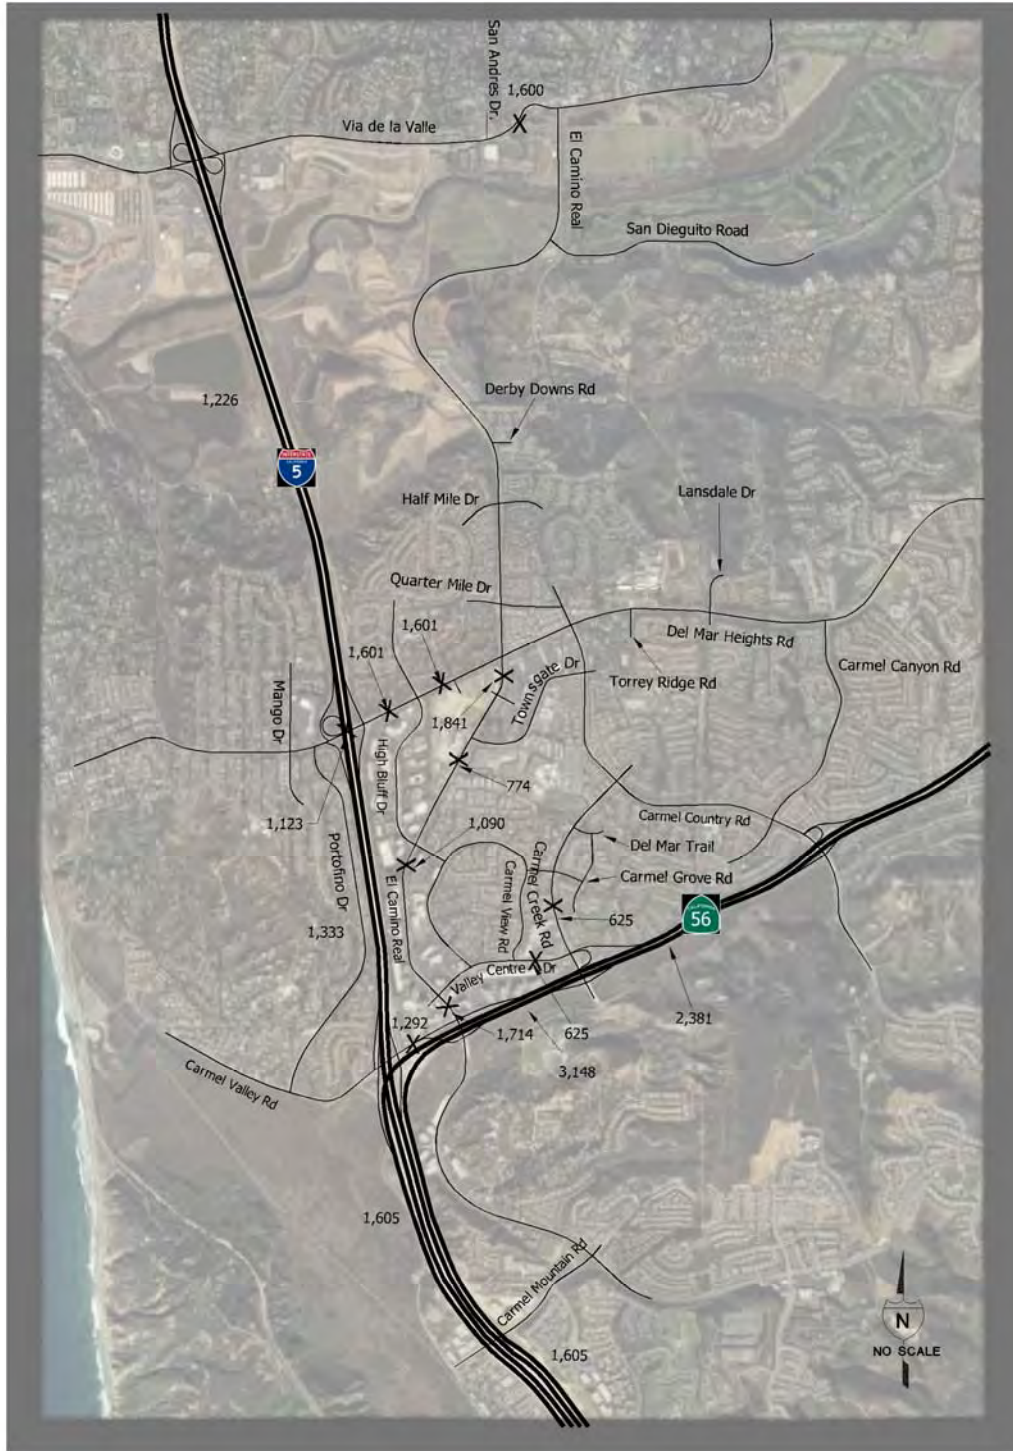 San Andres Dr.
1,600
Via de la Valle
El Camino Real
San Dieguito Road
Derby Downs Rd
1,226
INTERSTATE
CALIFORNIA
5
Lansdale Dr
Half Mile Dr
Quarter Mile Dr
1,601
1,601
Del Mar Heights Rd
Carmel Canyon Rd
Mango Dr
Townsgate Dr
Torrey Ridge Rd
1,841
High Bluff Dr
774
1,123
1,090
Carmel Country Rd
Portofino Dr
Del Mar Trail
Carmel Creek Rd
Carmel Grove Rd
El Camino Real
Carmel View Rd
625
CALIFORNIA
56
1,333
Valley Centre Dr
1,292
1,714
625
2,381
3,148
Carmel Valley Rd
1,605
Carmel Mountain Rd
N
NO SCALE
1,605